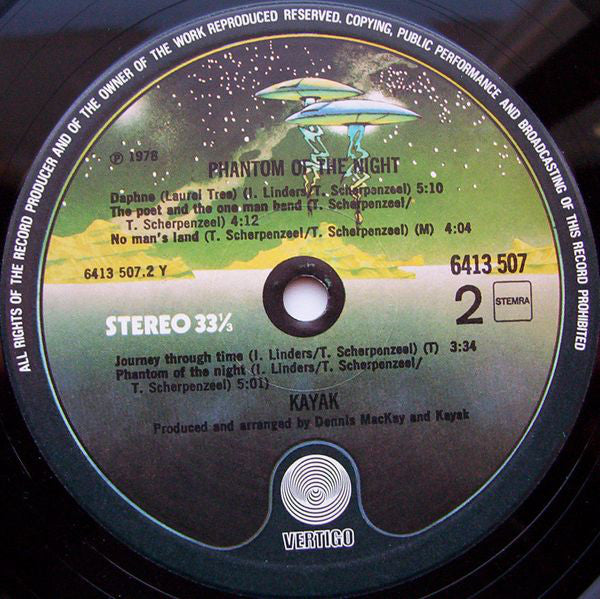 ALL RIGHTS OF THE RECORD PRODUCER AND OF THE OWNER OF THE WORK REPRODUCED RESERVED. COPYING, PUBLIC PERFORMANCE AND BROADCASTING OF THIS RECORD PROHIBITED
℗ 1978
PHANTOM OF THE NIGHT
Daphne (Laurel Tree) (I. Linders/T. Scherpenzeel) 5:10
The poet and the one man band (T. Scherpenzeel/
T. Scherpenzeel) 4:12
No man's land (T. Scherpenzeel/T. Scherpenzeel) (M) 4:04
6413 507.2 Y
6413 507
2
STEMRA
STEREO 33⅓
Journey through time (I. Linders/T. Scherpenzeel) (T) 3:34
Phantom of the night (I. Linders/T. Scherpenzeel/
T. Scherpenzeel) 5:01)
KAYAK
Produced and arranged by Dennis MacKay and Kayak
VERTIGO